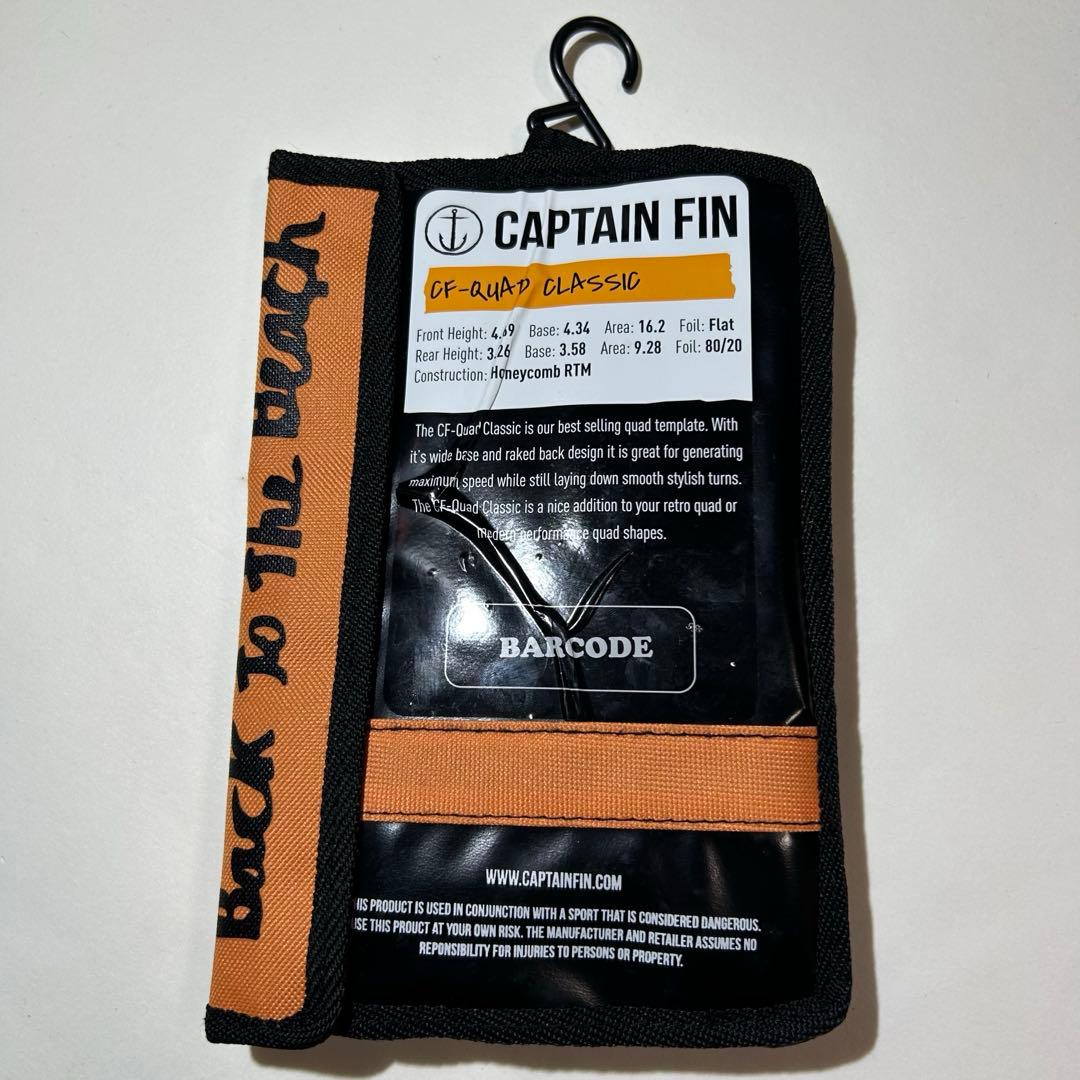 Back To The Beach
CAPTAIN FIN
CF-QUAD CLASSIC
Front Height: 4.49 Base: 4.34 Area: 16.2 Foil: Flat
Rear Height: 3.26 Base: 3.58 Area: 9.28 Foil: 80/20
Construction: Honeycomb RTM
The CF-Quad Classic is our best selling quad template. With
it's wide base and raked back design it is great for generating
maximum speed while still laying down smooth stylish turns.
The CF-Quad Classic is a nice addition to your retro quad or
modern performance quad shapes.
BARCODE
WWW.CAPTAINFIN.COM
HIS PRODUCT IS USED IN CONJUNCTION WITH A SPORT THAT IS CONSIDERED DANGEROUS.
USE THIS PROUCT AT YOUR OWN RISK. THE MANUFACTURER AND RETAILER ASSUMES NO
REPONSIBILITY FOR INJURIES TO PERSONS OR PROPERTY.